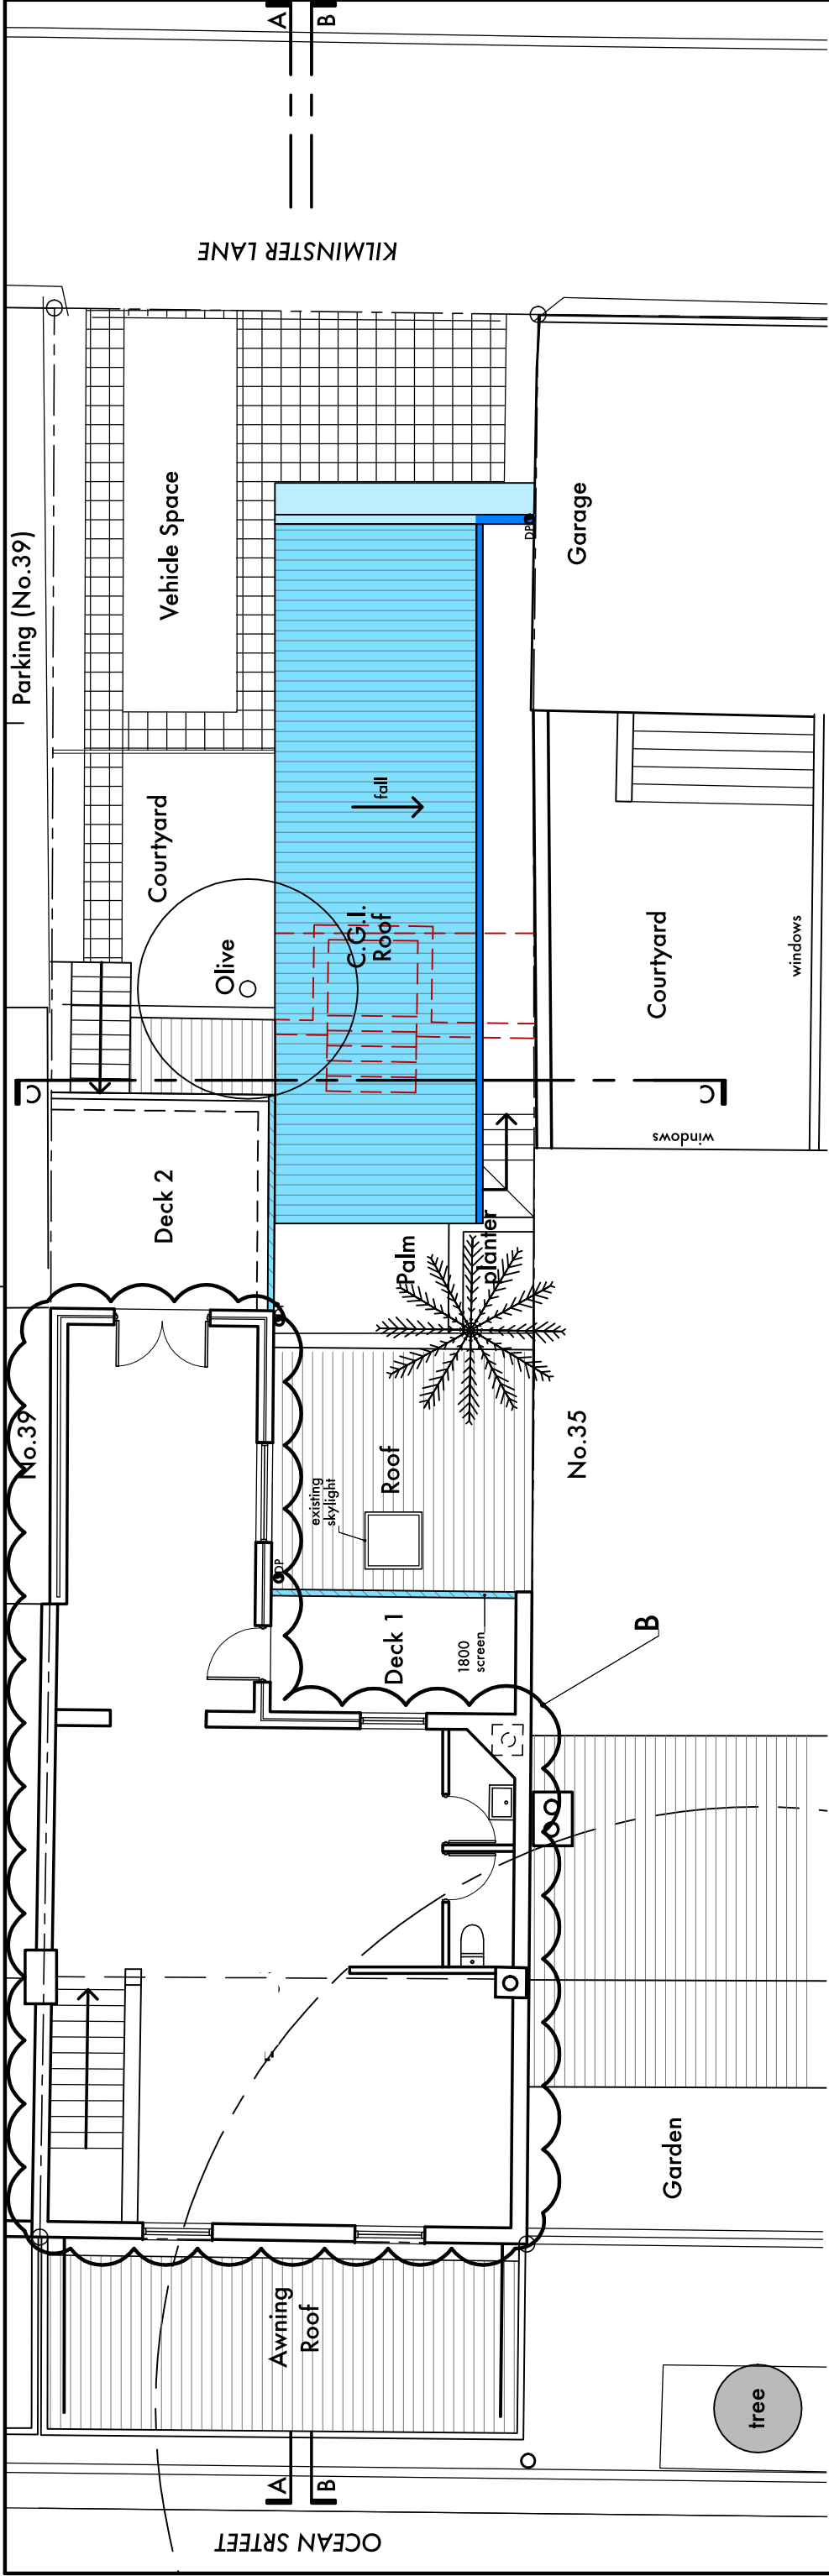 A
B
KILMINSTER LANE
Parking (No.39)
Vehicle Space
Garage
DP
fall
Courtyard
C.G.I.
Roof
Olive
Courtyard
windows
C
C
windows
Deck 2
Palm
planter
No.39
No.35
Roof
existing
skylight
DP
Deck 1
1800
screen
B
Garden
Awning
Roof
tree
A
B
OCEAN SRTEET